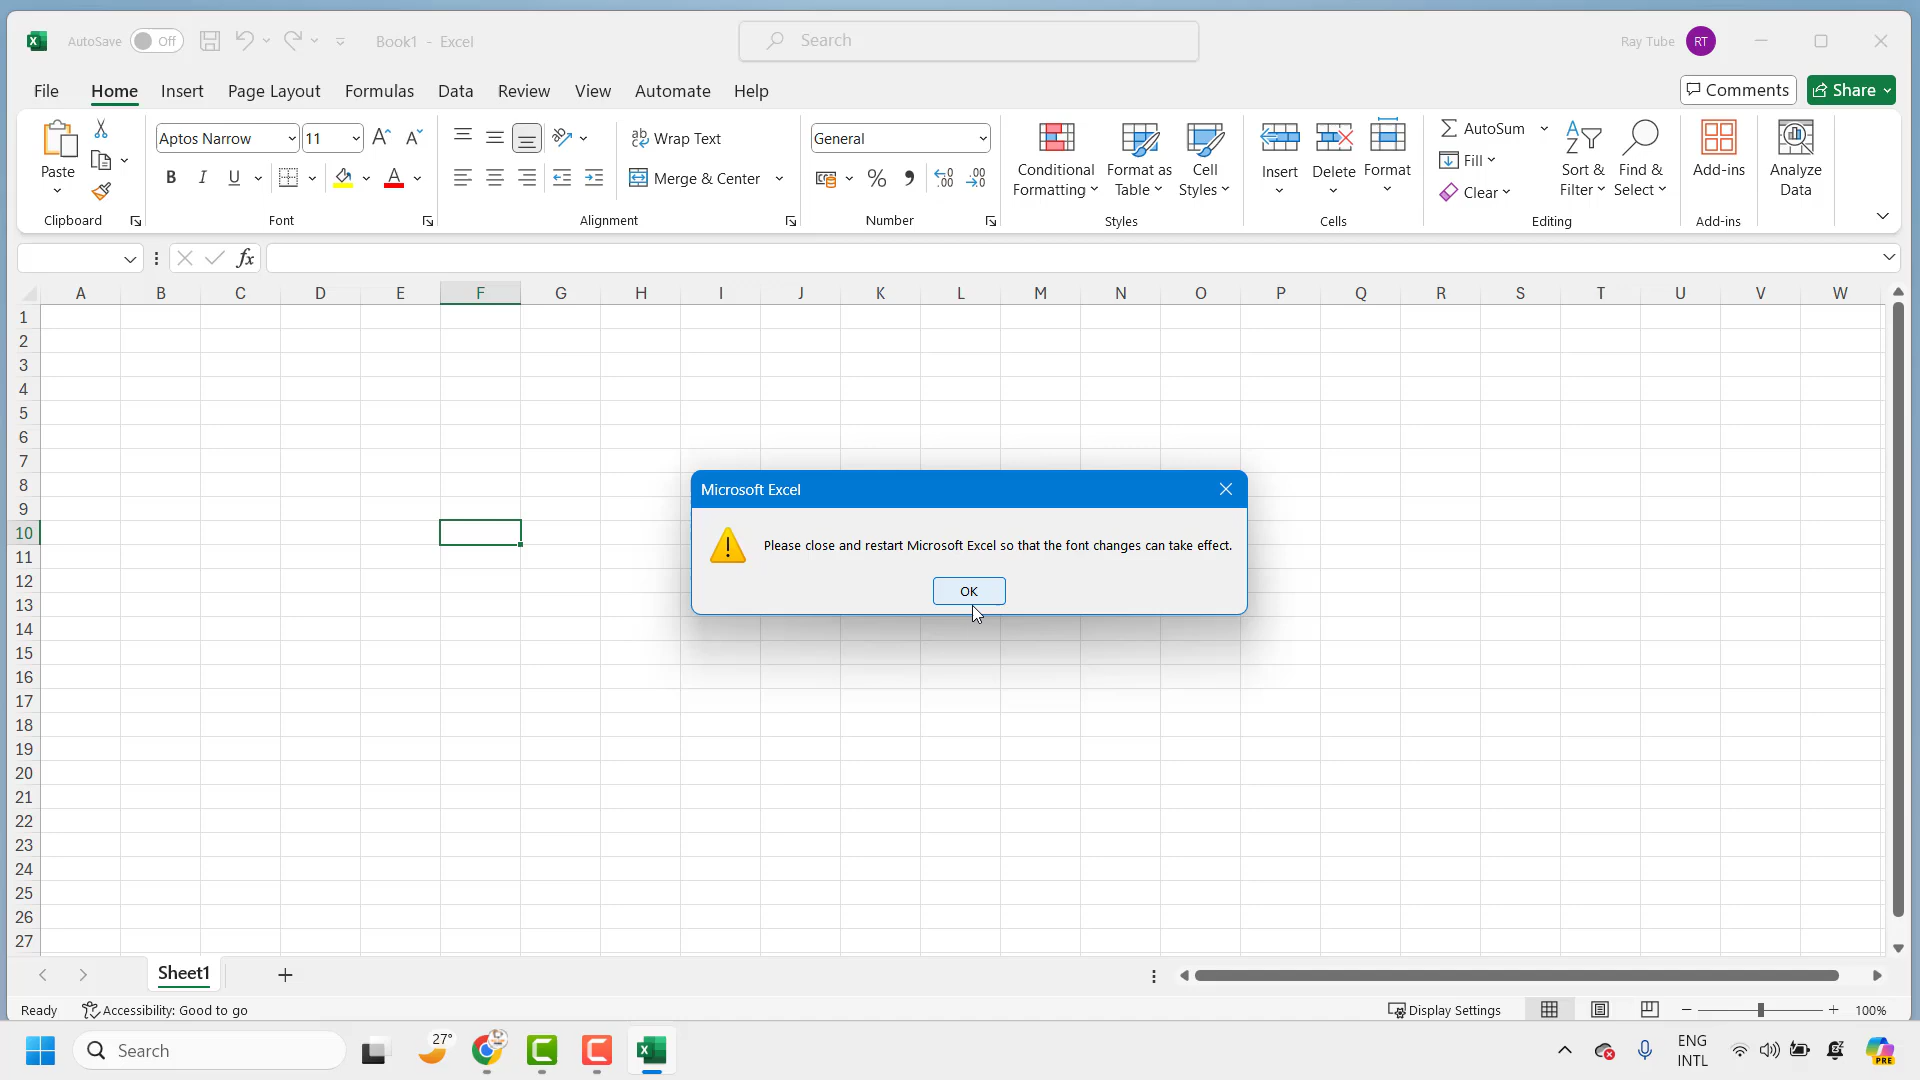 AutoSave Off Book1 - Excel Search Ray Tube RT
File Home Insert Page Layout Formulas Data Review View Automate Help Comments Share
Paste
Clipboard
Aptos Narrow 11 A A
B I U A
Font
ab Wrap Text
Merge & Center
Alignment
General
% , .00
Number
Conditional
Formatting
Format as
Table
Cell
Styles
Styles
Insert
Delete
Format
Cells
AutoSum
Fill
Clear
Sort &
Filter
Find &
Select
Editing
Add-ins
Add-ins
Analyze
Data
fx
A B C D E F G H I J K L M N O P Q R S T U V W
1
2
3
4
5
6
7
8
9
10
11
12
13
14
15
16
17
18
19
20
21
22
23
24
25
26
27
Microsoft Excel
Please close and restart Microsoft Excel so that the font changes can take effect.
OK
Sheet1
Ready Accessibility: Good to go Display Settings 100%
Search 27° ENG
INTL
PRE